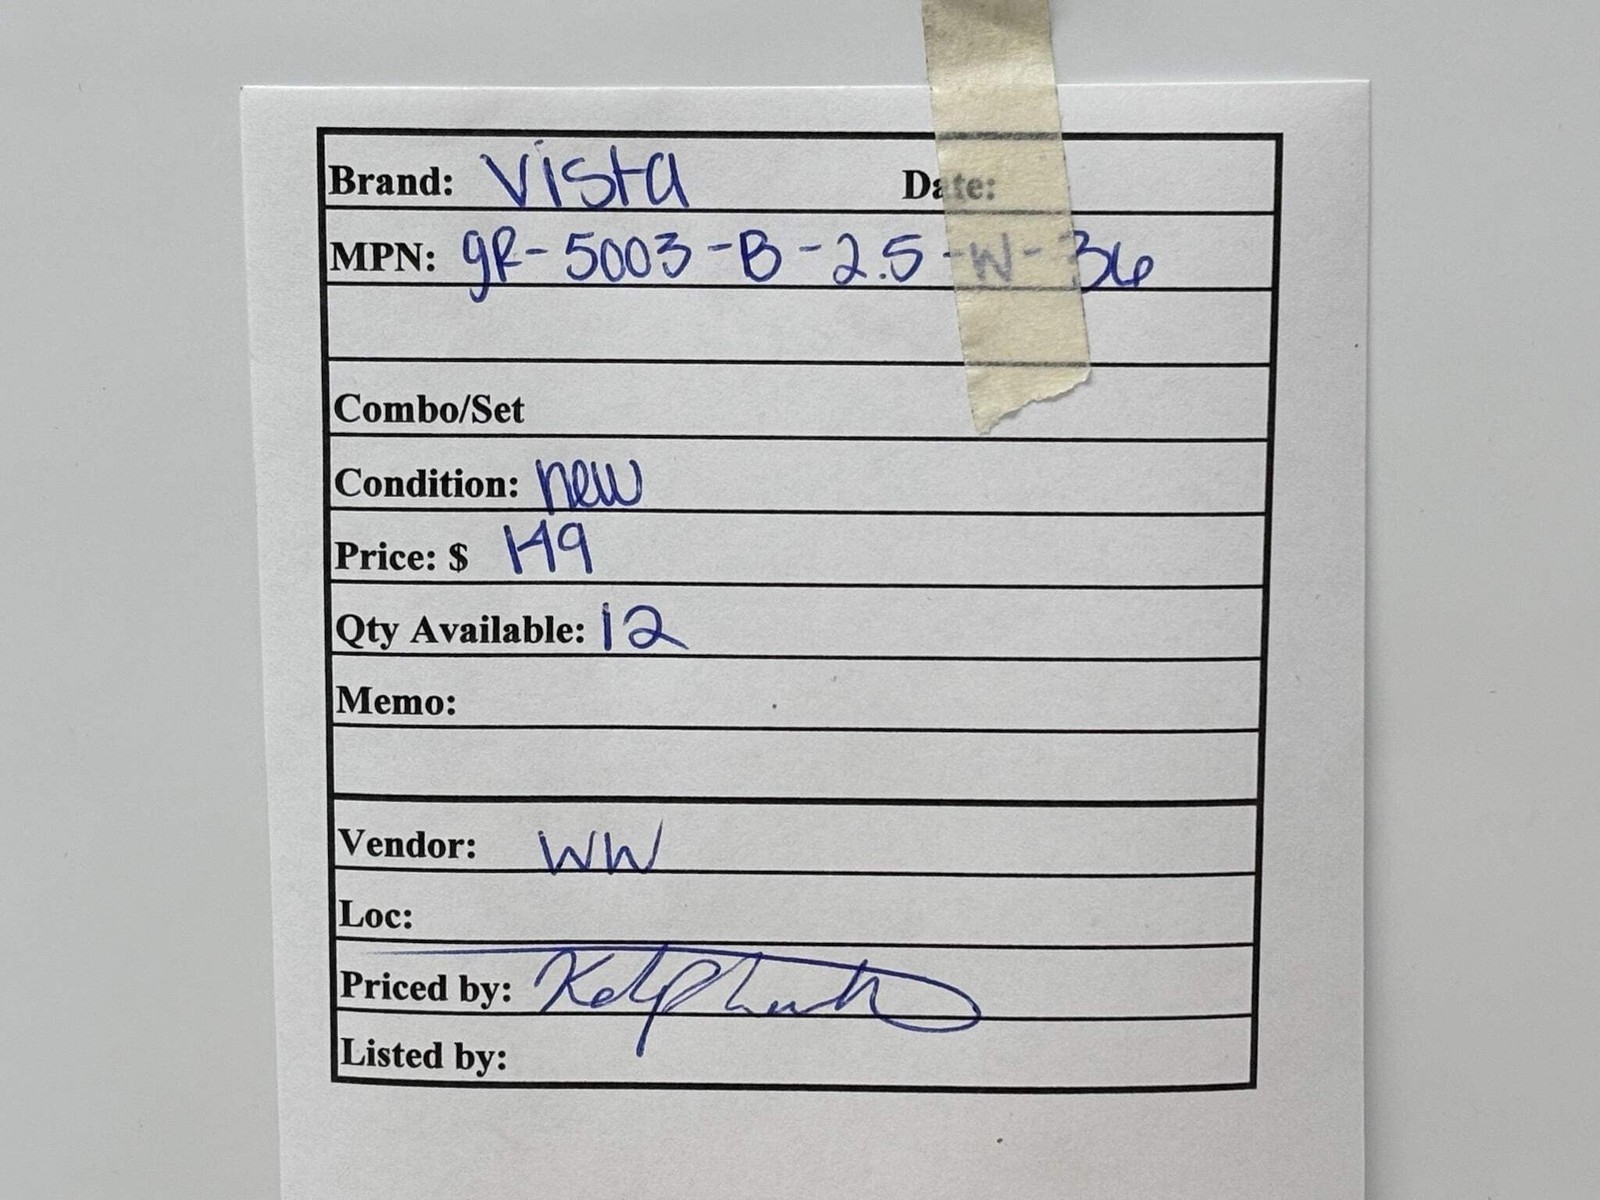 Brand: Vista Date:
MPN: gR-5003-B-2.5-W-36
Combo/Set
Condition: new
Price: $ 149
Qty Available: 12
Memo:
Vendor: WW
Loc:
Priced by:
Listed by: